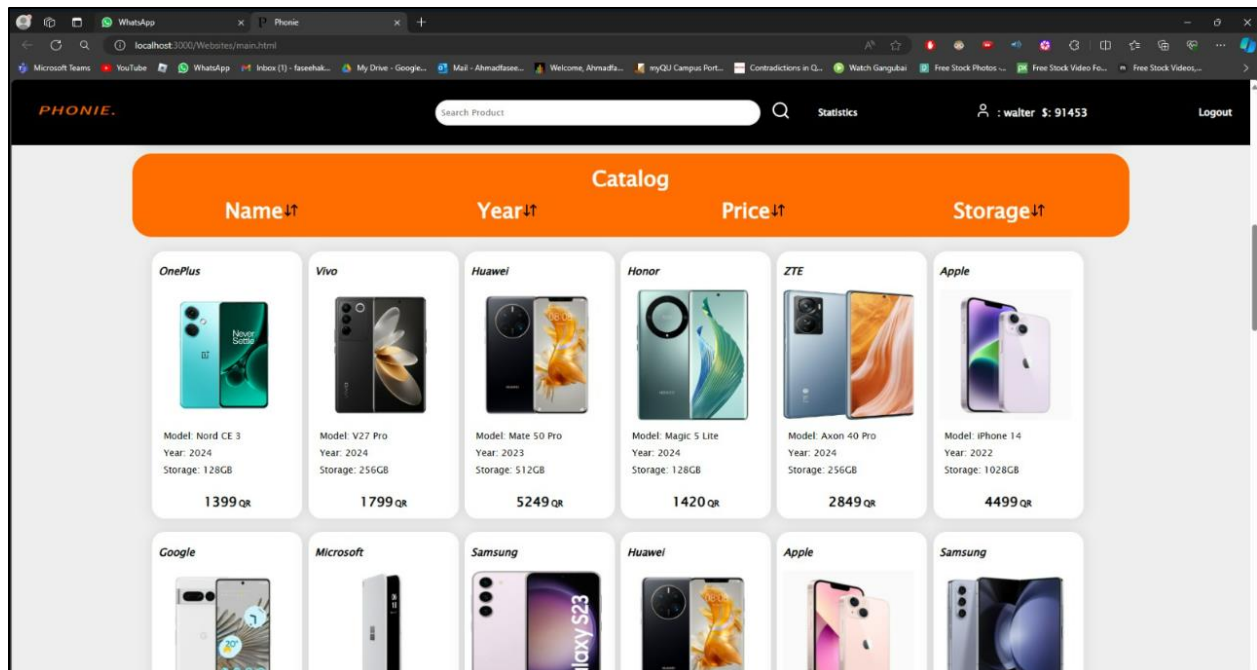 WhatsApp
Phonie
localhost:3000/Websites/main.html
Microsoft Teams YouTube WhatsApp Inbox (1) - faseehak... My Drive - Google... Mail - Ahmadfasee... Welcome, Ahmadfa... myQU Campus Port... Contradictions in Q... Watch Gangubai Free Stock Photos -... Free Stock Video Fo... Free Stock Videos,...
PHONIE. Search Product Statistics : walter $: 91453 Logout
Catalog
Name Year Price Storage
OnePlus Vivo Huawei Honor ZTE Apple
Never
Settle
Model: Nord CE 3 Model: V27 Pro Model: Mate 50 Pro Model: Magic 5 Lite Model: Axon 40 Pro Model: iPhone 14
Year: 2024 Year: 2024 Year: 2023 Year: 2024 Year: 2024 Year: 2022
Storage: 128GB Storage: 256GB Storage: 512GB Storage: 128GB Storage: 256GB Storage: 1028GB
1399 QR 1799 QR 5249 QR 1420 QR 2849 QR 4499 QR
Google Microsoft Samsung Huawei Apple Samsung
20°